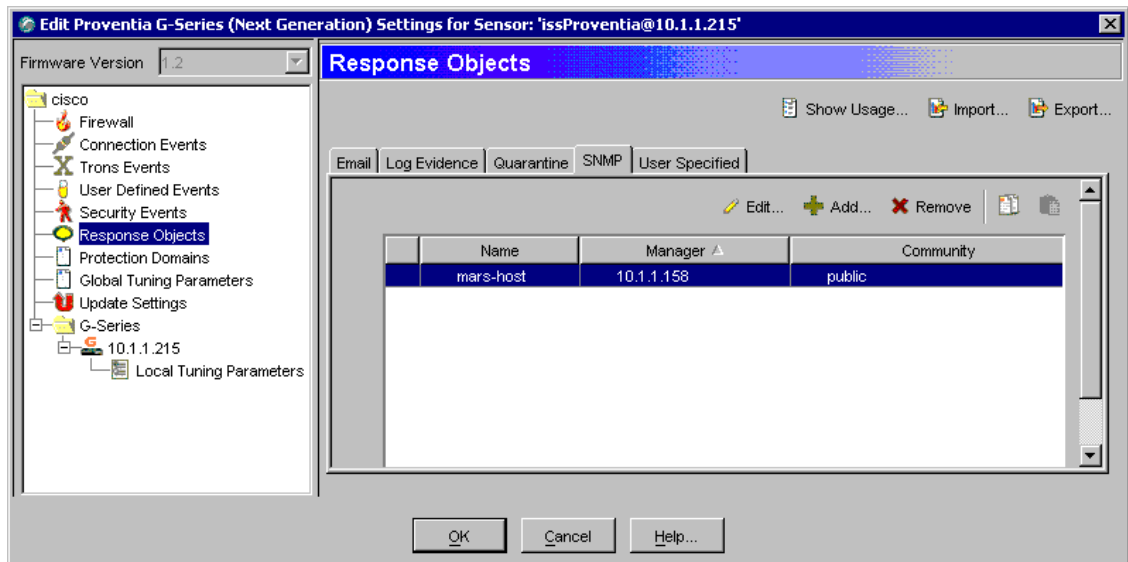 Edit Proventia G-Series (Next Generation) Settings for Sensor: 'issProventia@10.1.1.215'
Firmware Version 1.2
Response Objects
cisco
Firewall
Connection Events
Trons Events
User Defined Events
Security Events
Response Objects
Protection Domains
Global Tuning Parameters
Update Settings
G-Series
10.1.1.215
Local Tuning Parameters
Show Usage... Import... Export...
Email Log Evidence Quarantine SNMP User Specified
Edit... Add... Remove
Name Manager Community
mars-host 10.1.1.158 public
OK Cancel Help...